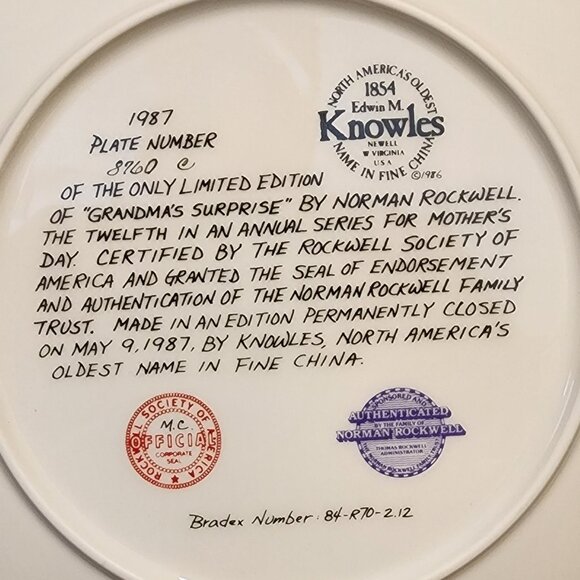 NORTH AMERICA'S OLDEST
1854
Edwin M.
Knowles
NEWELL
W VIRGINIA
USA
NAME IN FINE CHINA
©1986
1987
PLATE NUMBER
8760 C
OF THE ONLY LIMITED EDITION
OF "GRANDMA'S SURPRISE" BY NORMAN ROCKWELL.
THE TWELFTH IN AN ANNUAL SERIES FOR MOTHER'S
DAY. CERTIFIED BY THE ROCKWELL SOCIETY OF
AMERICA AND GRANTED THE SEAL OF ENDORSEMENT
AND AUTHENTICATION OF THE NORMAN ROCKWELL FAMILY
TRUST. MADE IN AN EDITION PERMANENTLY CLOSED
ON MAY 9, 1987, BY KNOWLES, NORTH AMERICA'S
OLDEST NAME IN FINE CHINA.
ROCKWELL SOCIETY OF AMERICA
M.C.
OFFICIAL
CORPORATE
SEAL
SPONSORED AND
AUTHENTICATED
BY THE FAMILY OF
NORMAN ROCKWELL
THOMAS ROCKWELL
ADMINISTRATOR
NORMAN ROCKWELL FAMILY
Bradex Number: 84-R70-2.12